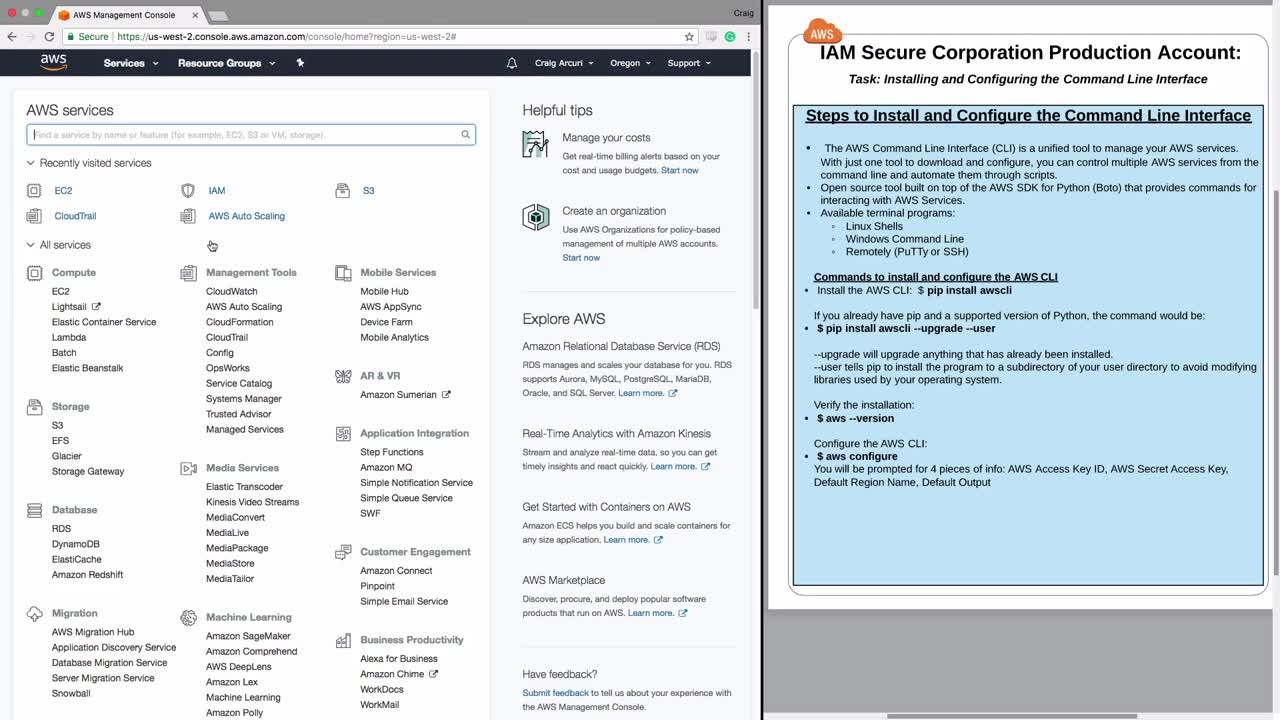 AWS Management Console
Craig
Secure
https://us-west-2.console.aws.amazon.com/console/home?region=us-west-2#
aws
Services
Resource Groups
Craig Arcuri
Oregon
Support
AWS services
Find a service by name or feature (for example, EC2, S3 or VM, storage).
Recently visited services
EC2
IAM
S3
CloudTrail
AWS Auto Scaling
All services
Compute
EC2
Lightsail
Elastic Container Service
Lambda
Batch
Elastic Beanstalk
Storage
S3
EFS
Glacier
Storage Gateway
Database
RDS
DynamoDB
ElastiCache
Amazon Redshift
Migration
AWS Migration Hub
Application Discovery Service
Database Migration Service
Server Migration Service
Snowball
Management Tools
CloudWatch
AWS Auto Scaling
CloudFormation
CloudTrail
Config
OpsWorks
Service Catalog
Systems Manager
Trusted Advisor
Managed Services
Media Services
Elastic Transcoder
Kinesis Video Streams
MediaConvert
MediaLive
MediaPackage
MediaStore
MediaTailor
Machine Learning
Amazon SageMaker
Amazon Comprehend
AWS DeepLens
Amazon Lex
Machine Learning
Amazon Polly
Mobile Services
Mobile Hub
AWS AppSync
Device Farm
Mobile Analytics
AR & VR
Amazon Sumerian
Application Integration
Step Functions
Amazon MQ
Simple Notification Service
Simple Queue Service
SWF
Customer Engagement
Amazon Connect
Pinpoint
Simple Email Service
Business Productivity
Alexa for Business
Amazon Chime
WorkDocs
WorkMail
Helpful tips
Manage your costs
Get real-time billing alerts based on your
cost and usage budgets. Start now
Create an organization
Use AWS Organizations for policy-based
management of multiple AWS accounts.
Start now
Explore AWS
Amazon Relational Database Service (RDS)
RDS manages and scales your database for you. RDS
supports Aurora, MySQL, PostgreSQL, MariaDB,
Oracle, and SQL Server. Learn more.
Real-Time Analytics with Amazon Kinesis
Stream and analyze real-time data, so you can get
timely insights and react quickly. Learn more.
Get Started with Containers on AWS
Amazon ECS helps you build and scale containers for
any size application. Learn more.
AWS Marketplace
Discover, procure, and deploy popular software
products that run on AWS. Learn more.
Have feedback?
Submit feedback to tell us about your experience with
the AWS Management Console.
AWS
IAM Secure Corporation Production Account:
Task: Installing and Configuring the Command Line Interface
Steps to Install and Configure the Command Line Interface
• The AWS Command Line Interface (CLI) is a unified tool to manage your AWS services.
With just one tool to download and configure, you can control multiple AWS services from the
command line and automate them through scripts.
• Open source tool built on top of the AWS SDK for Python (Boto) that provides commands for
interacting with AWS Services.
• Available terminal programs:
◦ Linux Shells
◦ Windows Command Line
◦ Remotely (PuTTy or SSH)
Commands to install and configure the AWS CLI
• Install the AWS CLI: $ pip install awscli
If you already have pip and a supported version of Python, the command would be:
• $ pip install awscli --upgrade --user
--upgrade will upgrade anything that has already been installed.
--user tells pip to install the program to a subdirectory of your user directory to avoid modifying
libraries used by your operating system.
Verify the installation:
• $ aws --version
Configure the AWS CLI:
• $ aws configure
You will be prompted for 4 pieces of info: AWS Access Key ID, AWS Secret Access Key,
Default Region Name, Default Output